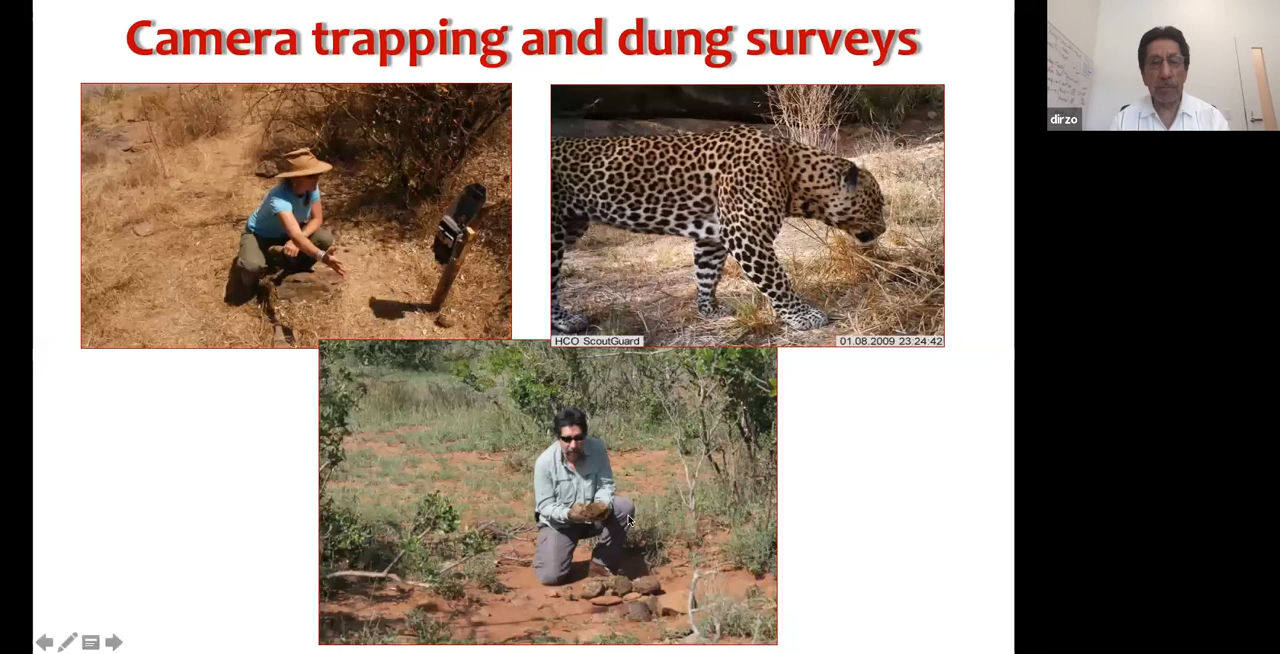 Camera trapping and dung surveys
dirzo
HCO ScoutGuard
01.08.2009 23:24:42